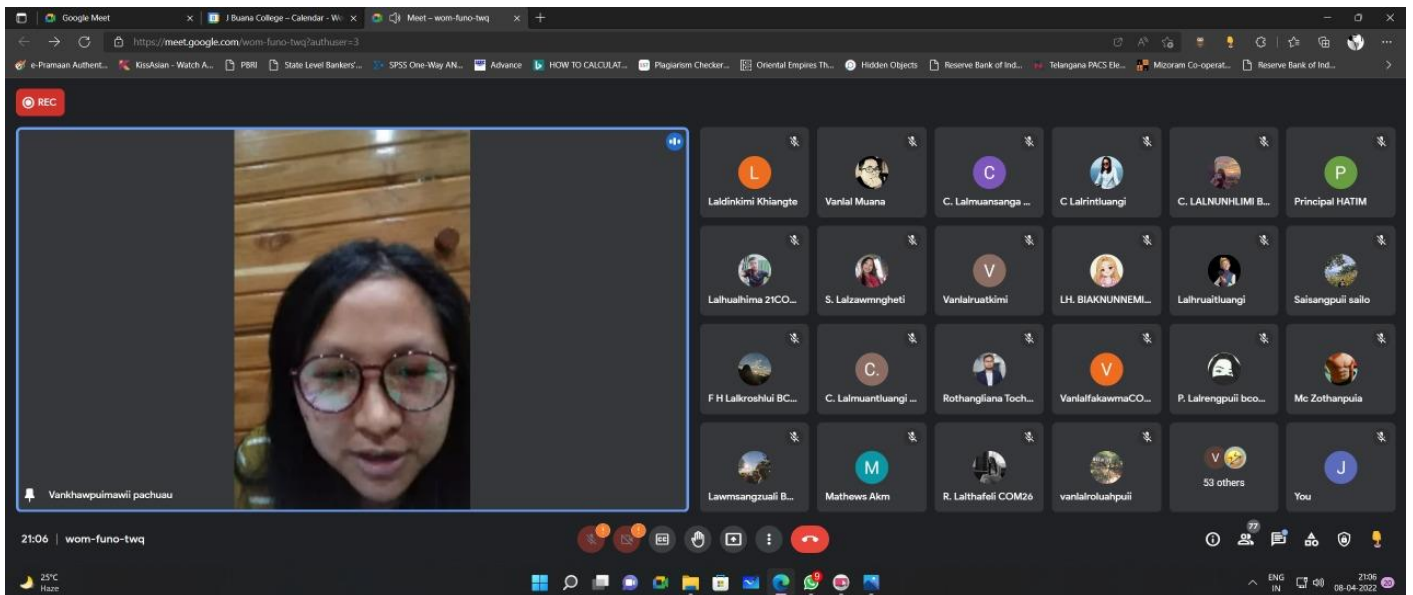 Google Meet
J Buana College – Calendar - We
Meet – wom-funo-twq
https://meet.google.com/wom-funo-twq?authuser=3
e-Pramaan Authent...
KissAsian - Watch A...
PBRI
State Level Bankers'...
SPSS One-Way AN...
Advance
HOW TO CALCULAT...
Plagiarism Checker...
Oriental Empires Th...
Hidden Objects
Reserve Bank of Ind...
Telangana PACS Ele...
Mizoram Co-operat...
Reserve Bank of Ind...
REC
L
C
P
Laldinkimi Khiangte
Vanlal Muana
C. Lalmuansanga ...
C Lalrintluangi
C. LALNUNHLIMI B...
Principal HATIM
V
Lalhualhima 21CO...
S. Lalzawmngheti
Vanlalruatkimi
LH. BIAKNUNNEMI...
Lalhruaitluangi
Saisangpuii sailo
C.
V
F H Lalkroshlui BC...
C. Lalmuantluangi ...
Rothangliana Toch...
VanlalfakawmaCO...
P. Lalrengpuii bco...
Mc Zothanpuia
M
V
J
Lawmsangzuali B...
Mathews Akm
R. Lalthafeli COM26
vanlalroluahpuii
53 others
You
Vankhawpuimawii pachuau
21:06 | wom-funo-twq
77
25°C
Haze
9
ENG
IN
21:06
08-04-2022
20